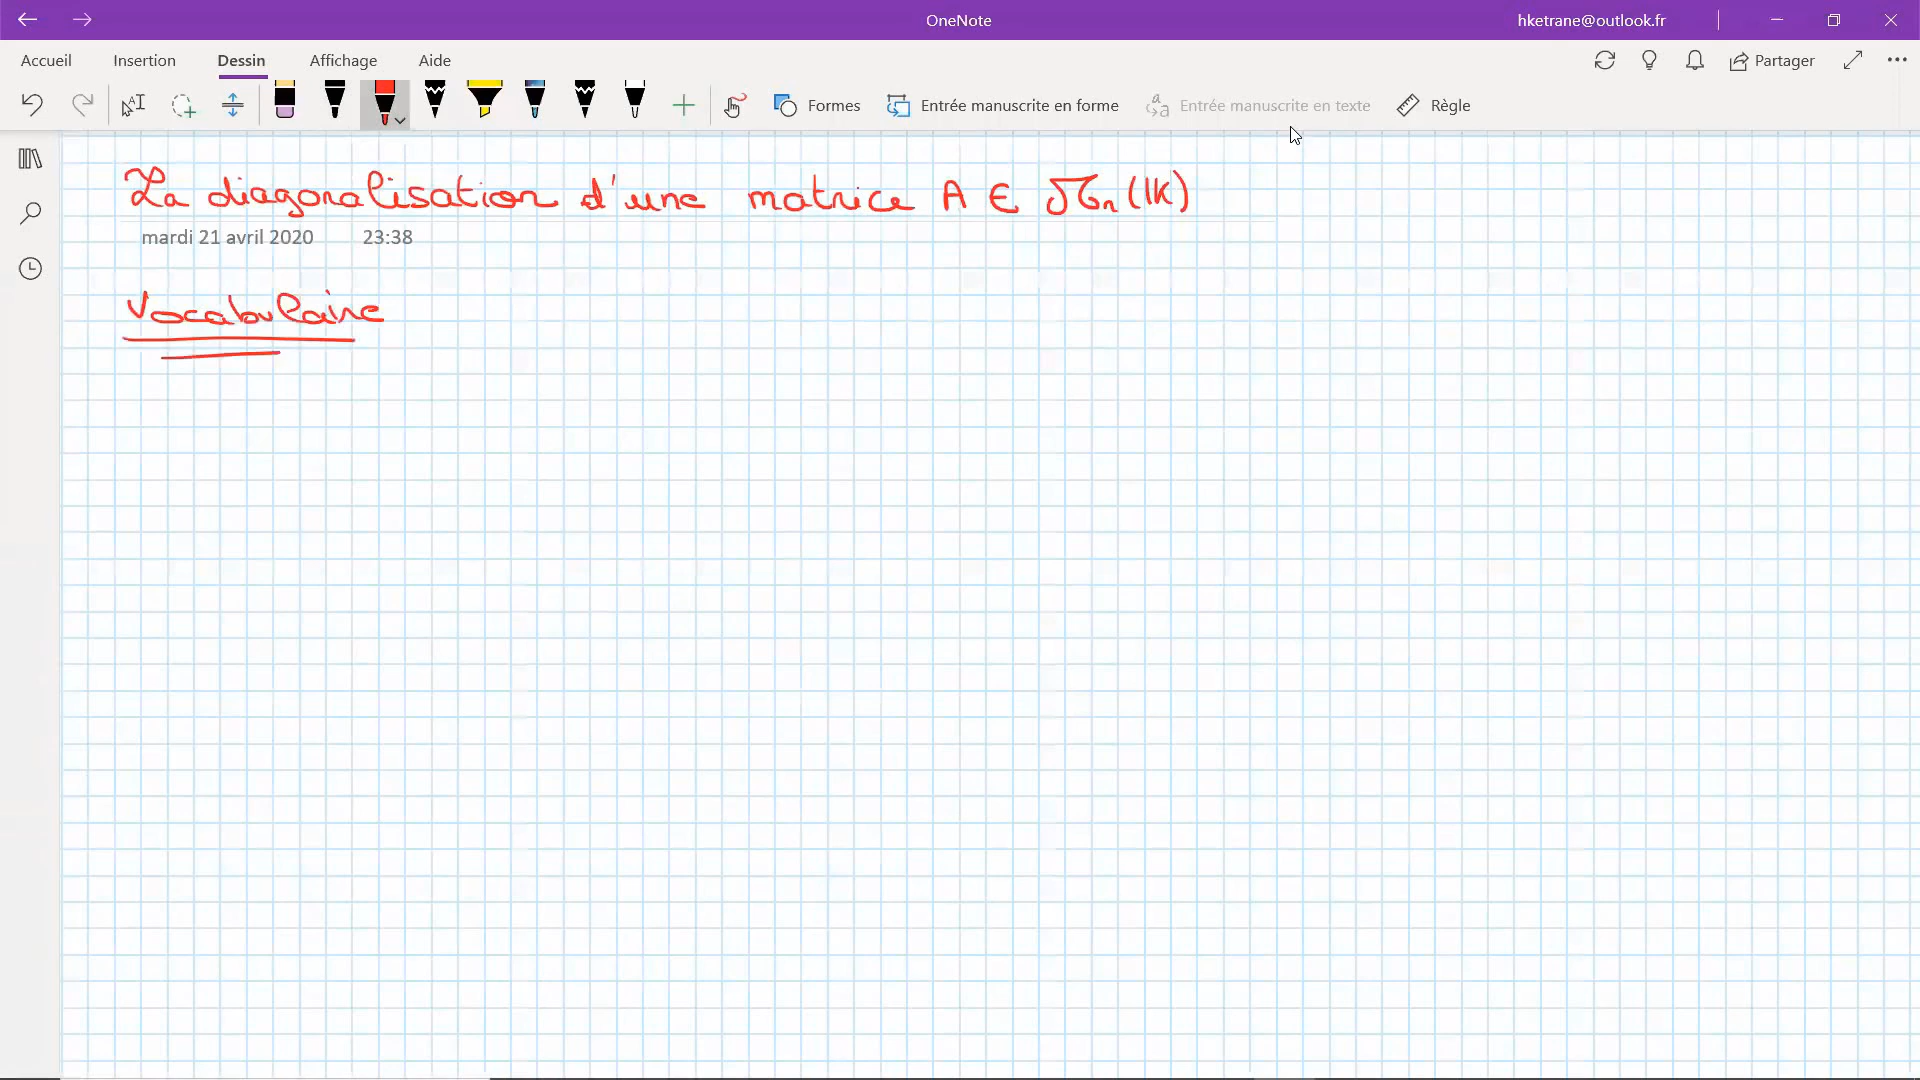 OneNote
hketrane@outlook.fr
Accueil Insertion Dessin Affichage Aide
Partager
Formes Entrée manuscrite en forme Entrée manuscrite en texte Règle
La diagonalisation d'une matrice A ∈ ℳn(𝕂)
mardi 21 avril 2020 23:38
Vocabulaire